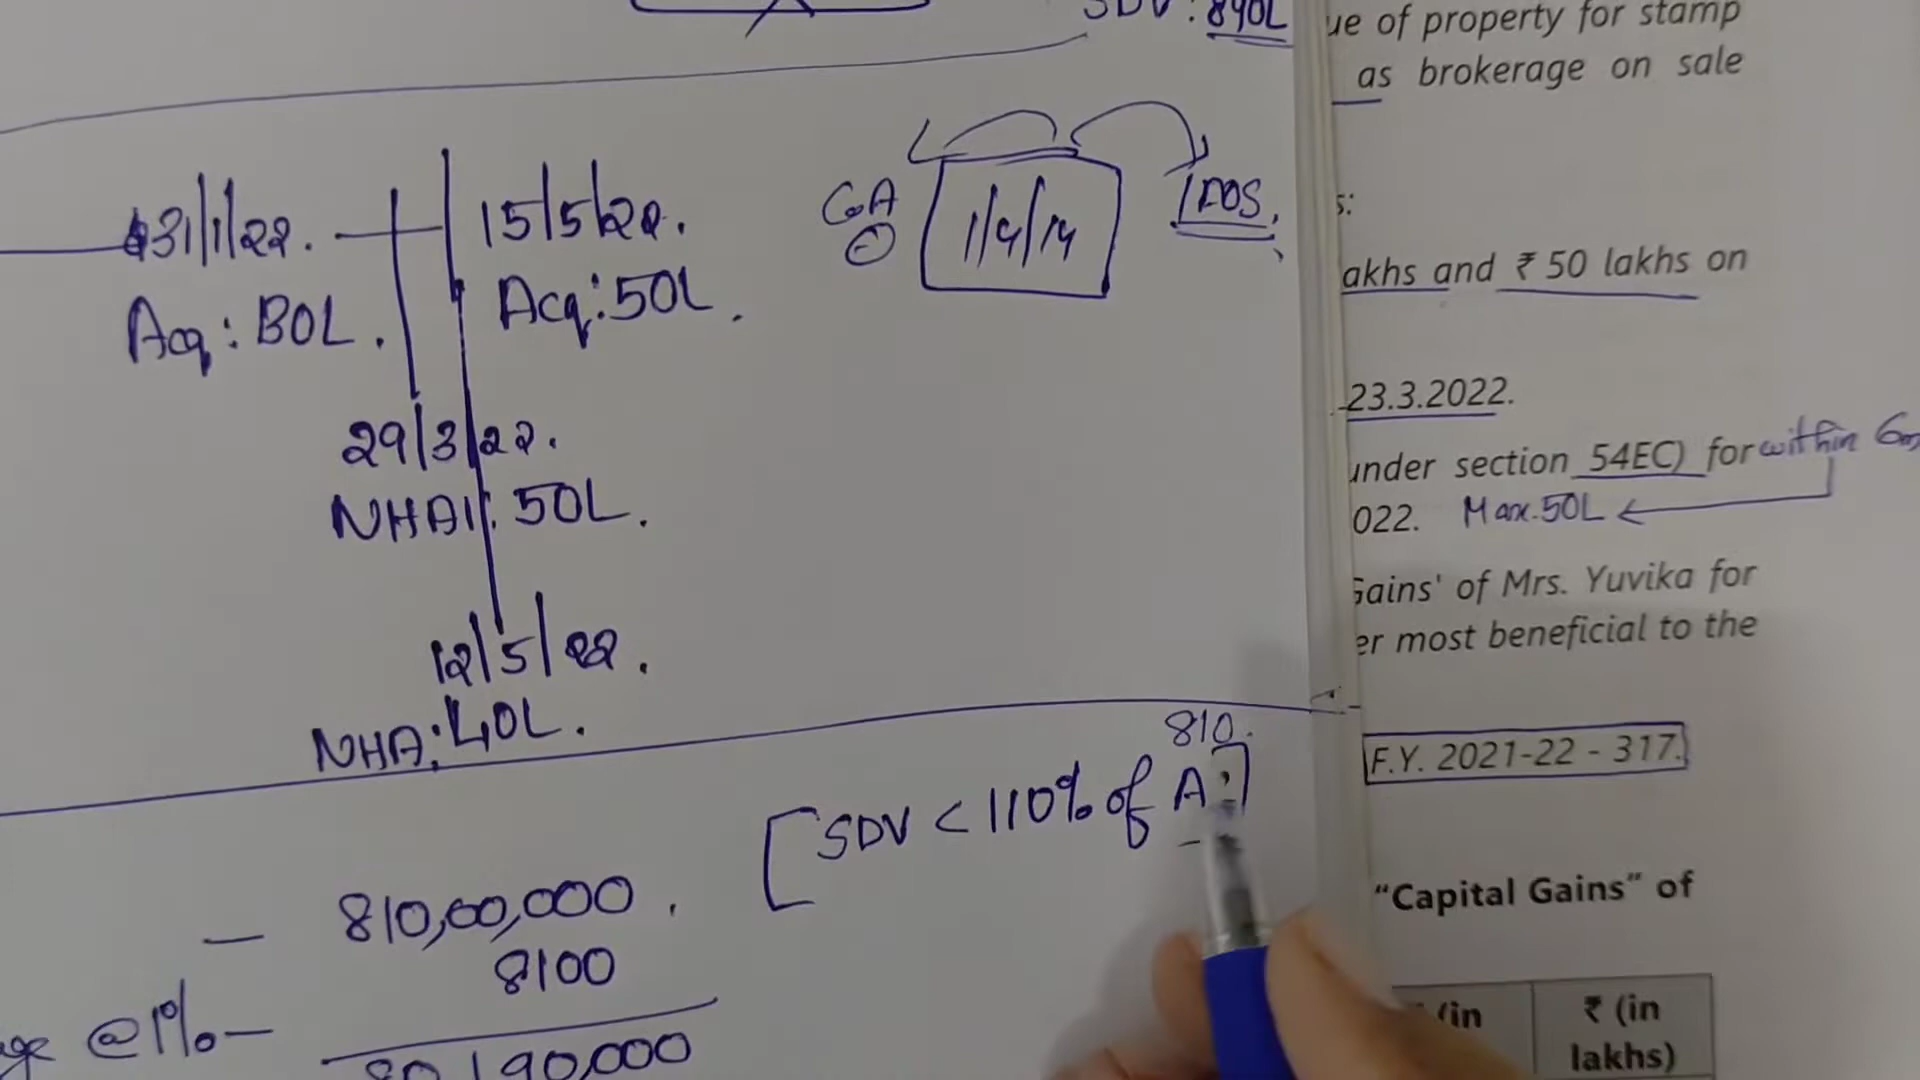 SDV : 840L
ue of property for stamp
as brokerage on sale
31/1/22.
15/5/22.
Acq: 80L.
Acq: 50L.
CoA
1/4/14
IDOS.
s:
akhs and ₹ 50 lakhs on
29/3/22.
NHAI: 50L.
23.3.2022.
under section 54EC) for within 6m
022. Max. 50L
12/5/22.
NHA: 40L.
Gains' of Mrs. Yuvika for
er most beneficial to the
F.Y. 2021-22 - 317.
810.
[SDV < 110% of A:]
810,00,000.
8100
@1%
"Capital Gains" of
(in
₹ (in
lakhs)